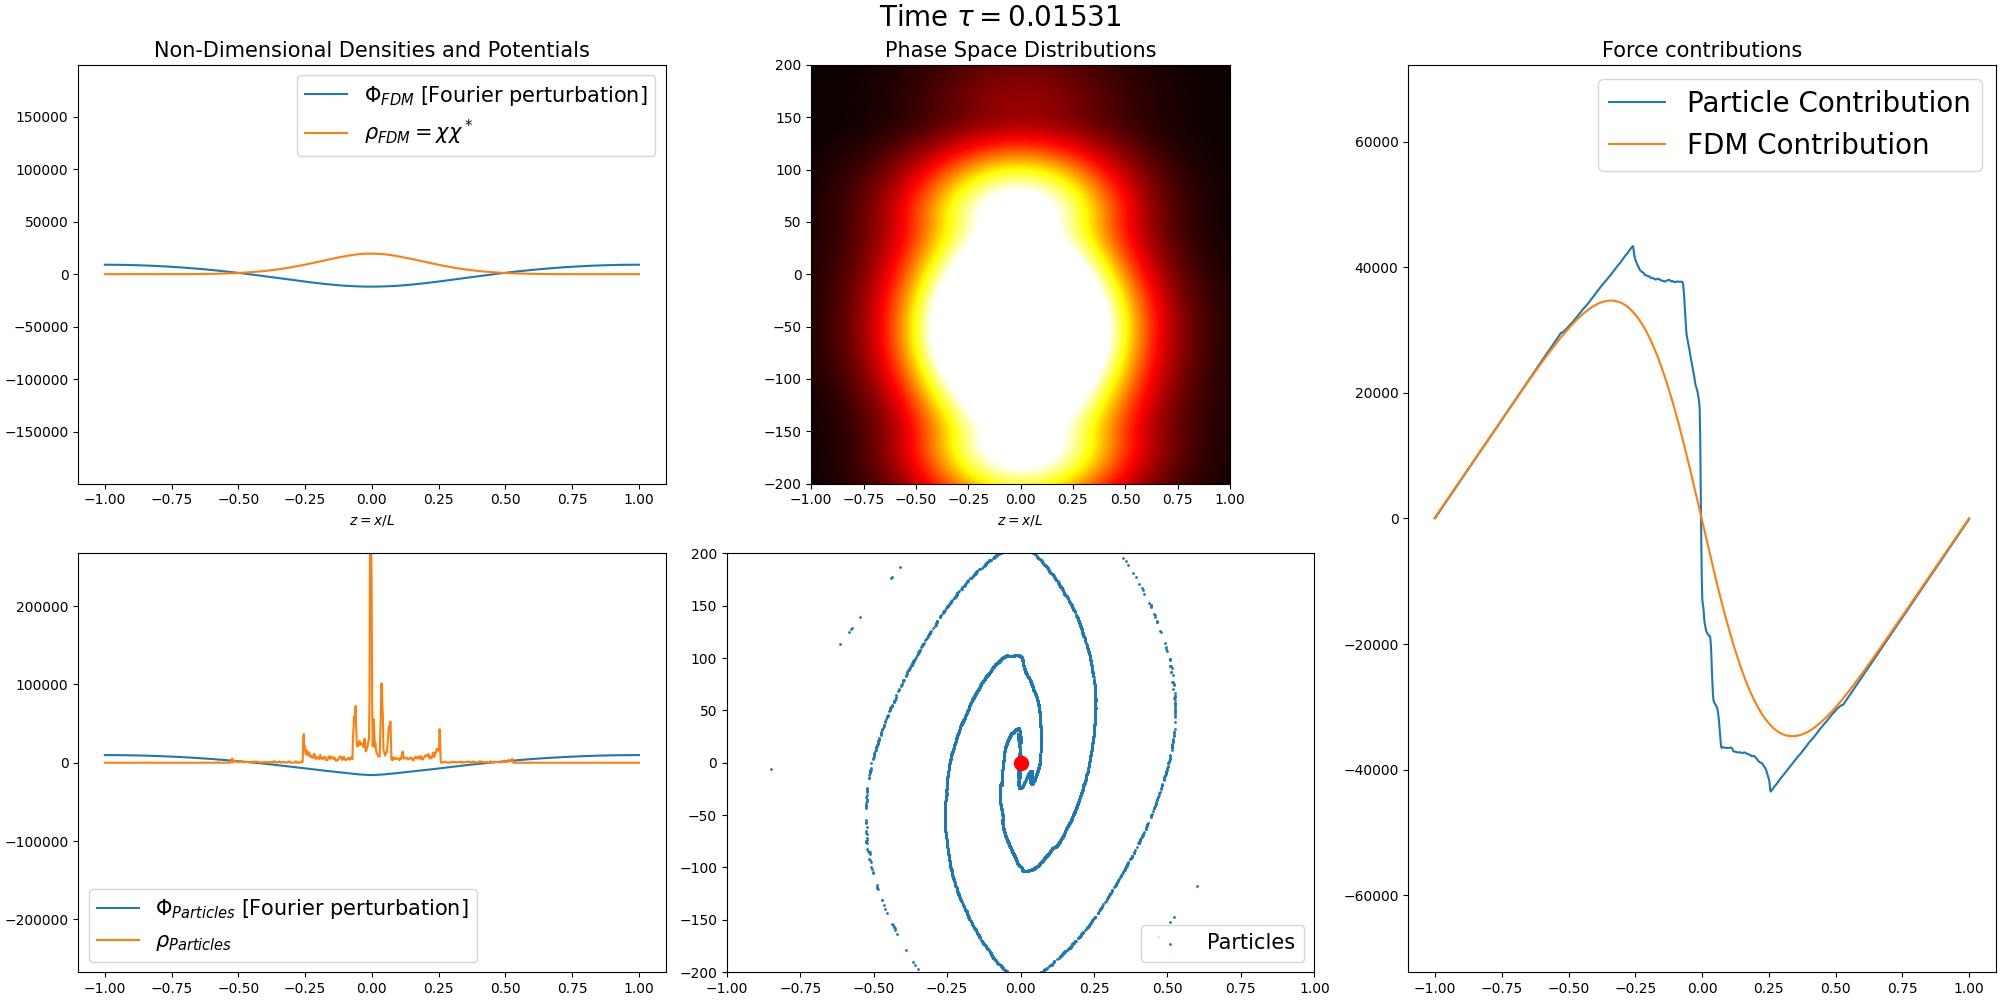 Time τ = 0.01531
Non-Dimensional Densities and Potentials
Φ_FDM [Fourier perturbation]
ρ_FDM = χχ*
150000
100000
50000
0
−50000
−100000
−150000
−1.00 −0.75 −0.50 −0.25 0.00 0.25 0.50 0.75 1.00
z = x/L
Phase Space Distributions
200
150
100
50
0
−50
−100
−150
−200
−1.00 −0.75 −0.50 −0.25 0.00 0.25 0.50 0.75 1.00
z = x/L
Force contributions
Particle Contribution
FDM Contribution
60000
40000
20000
0
−20000
−40000
−60000
−1.00 −0.75 −0.50 −0.25 0.00 0.25 0.50 0.75 1.00
200000
100000
0
−100000
−200000
Φ_Particles [Fourier perturbation]
ρ_Particles
−1.00 −0.75 −0.50 −0.25 0.00 0.25 0.50 0.75 1.00
200
150
100
50
0
−50
−100
−150
−200
Particles
−1.00 −0.75 −0.50 −0.25 0.00 0.25 0.50 0.75 1.00